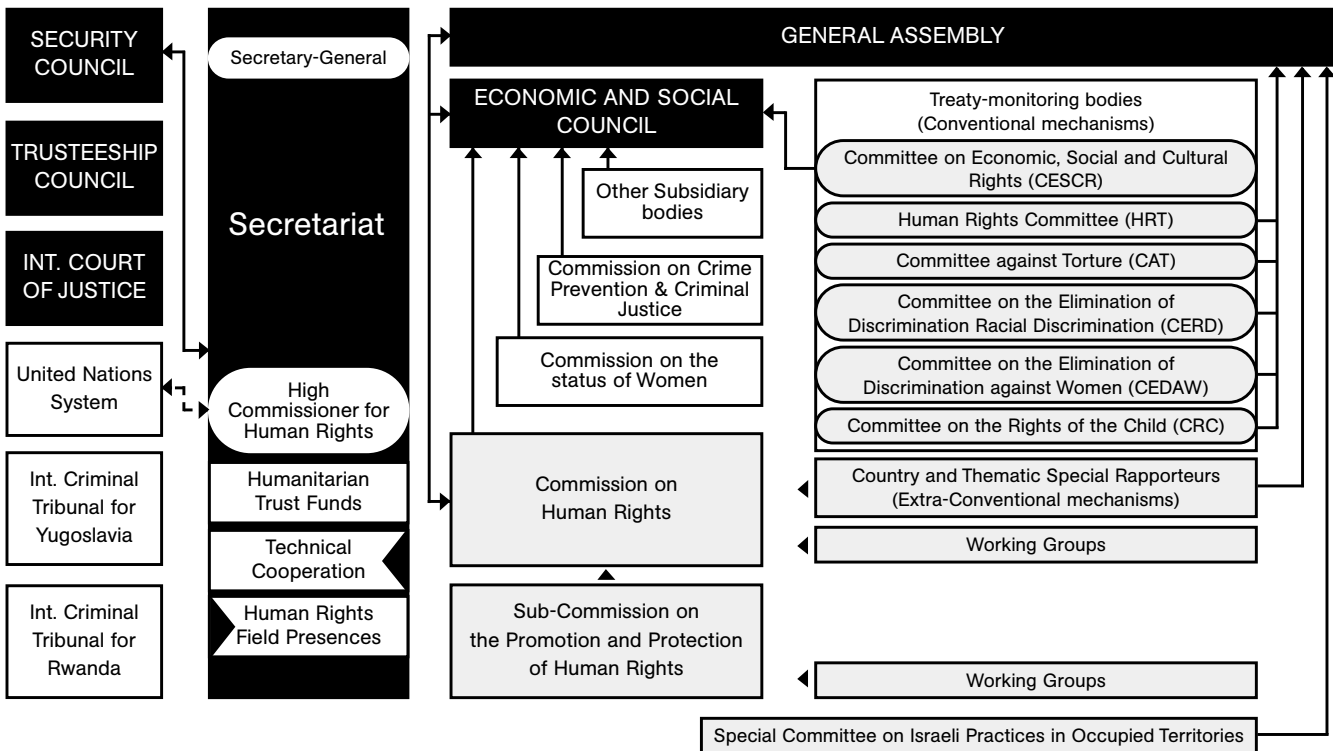 SECURITY
COUNCIL
TRUSTEESHIP
COUNCIL
INT. COURT
OF JUSTICE
United Nations
System
Int. Criminal
Tribunal for
Yugoslavia
Int. Criminal
Tribunal for
Rwanda
Secretary-General
Secretariat
High
Commissioner for
Human Rights
Humanitarian
Trust Funds
Technical
Cooperation
Human Rights
Field Presences
GENERAL ASSEMBLY
ECONOMIC AND SOCIAL
COUNCIL
Other Subsidiary
bodies
Commission on Crime
Prevention & Criminal
Justice
Commission on the
status of Women
Commission on
Human Rights
Sub-Commission on
the Promotion and Protection
of Human Rights
Treaty-monitoring bodies
(Conventional mechanisms)
Committee on Economic, Social and Cultural
Rights (CESCR)
Human Rights Committee (HRT)
Committee against Torture (CAT)
Committee on the Elimination of
Discrimination Racial Discrimination (CERD)
Committee on the Elimination of
Discrimination against Women (CEDAW)
Committee on the Rights of the Child (CRC)
Country and Thematic Special Rapporteurs
(Extra-Conventional mechanisms)
Working Groups
Working Groups
Special Committee on Israeli Practices in Occupied Territories